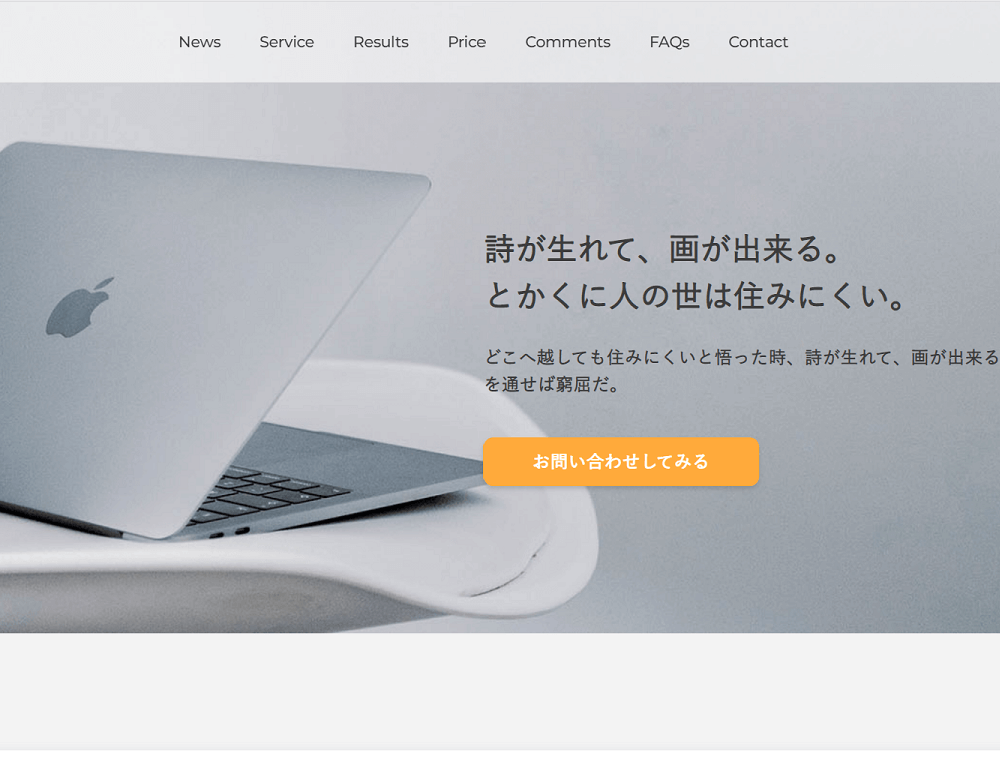 News Service Results Price Comments FAQs Contact
詩が生れて、画が出来る。
とかくに人の世は住みにくい。
どこへ越しても住みにくいと悟った時、詩が生れて、画が出来る
を通せば窮屈だ。
お問い合わせしてみる